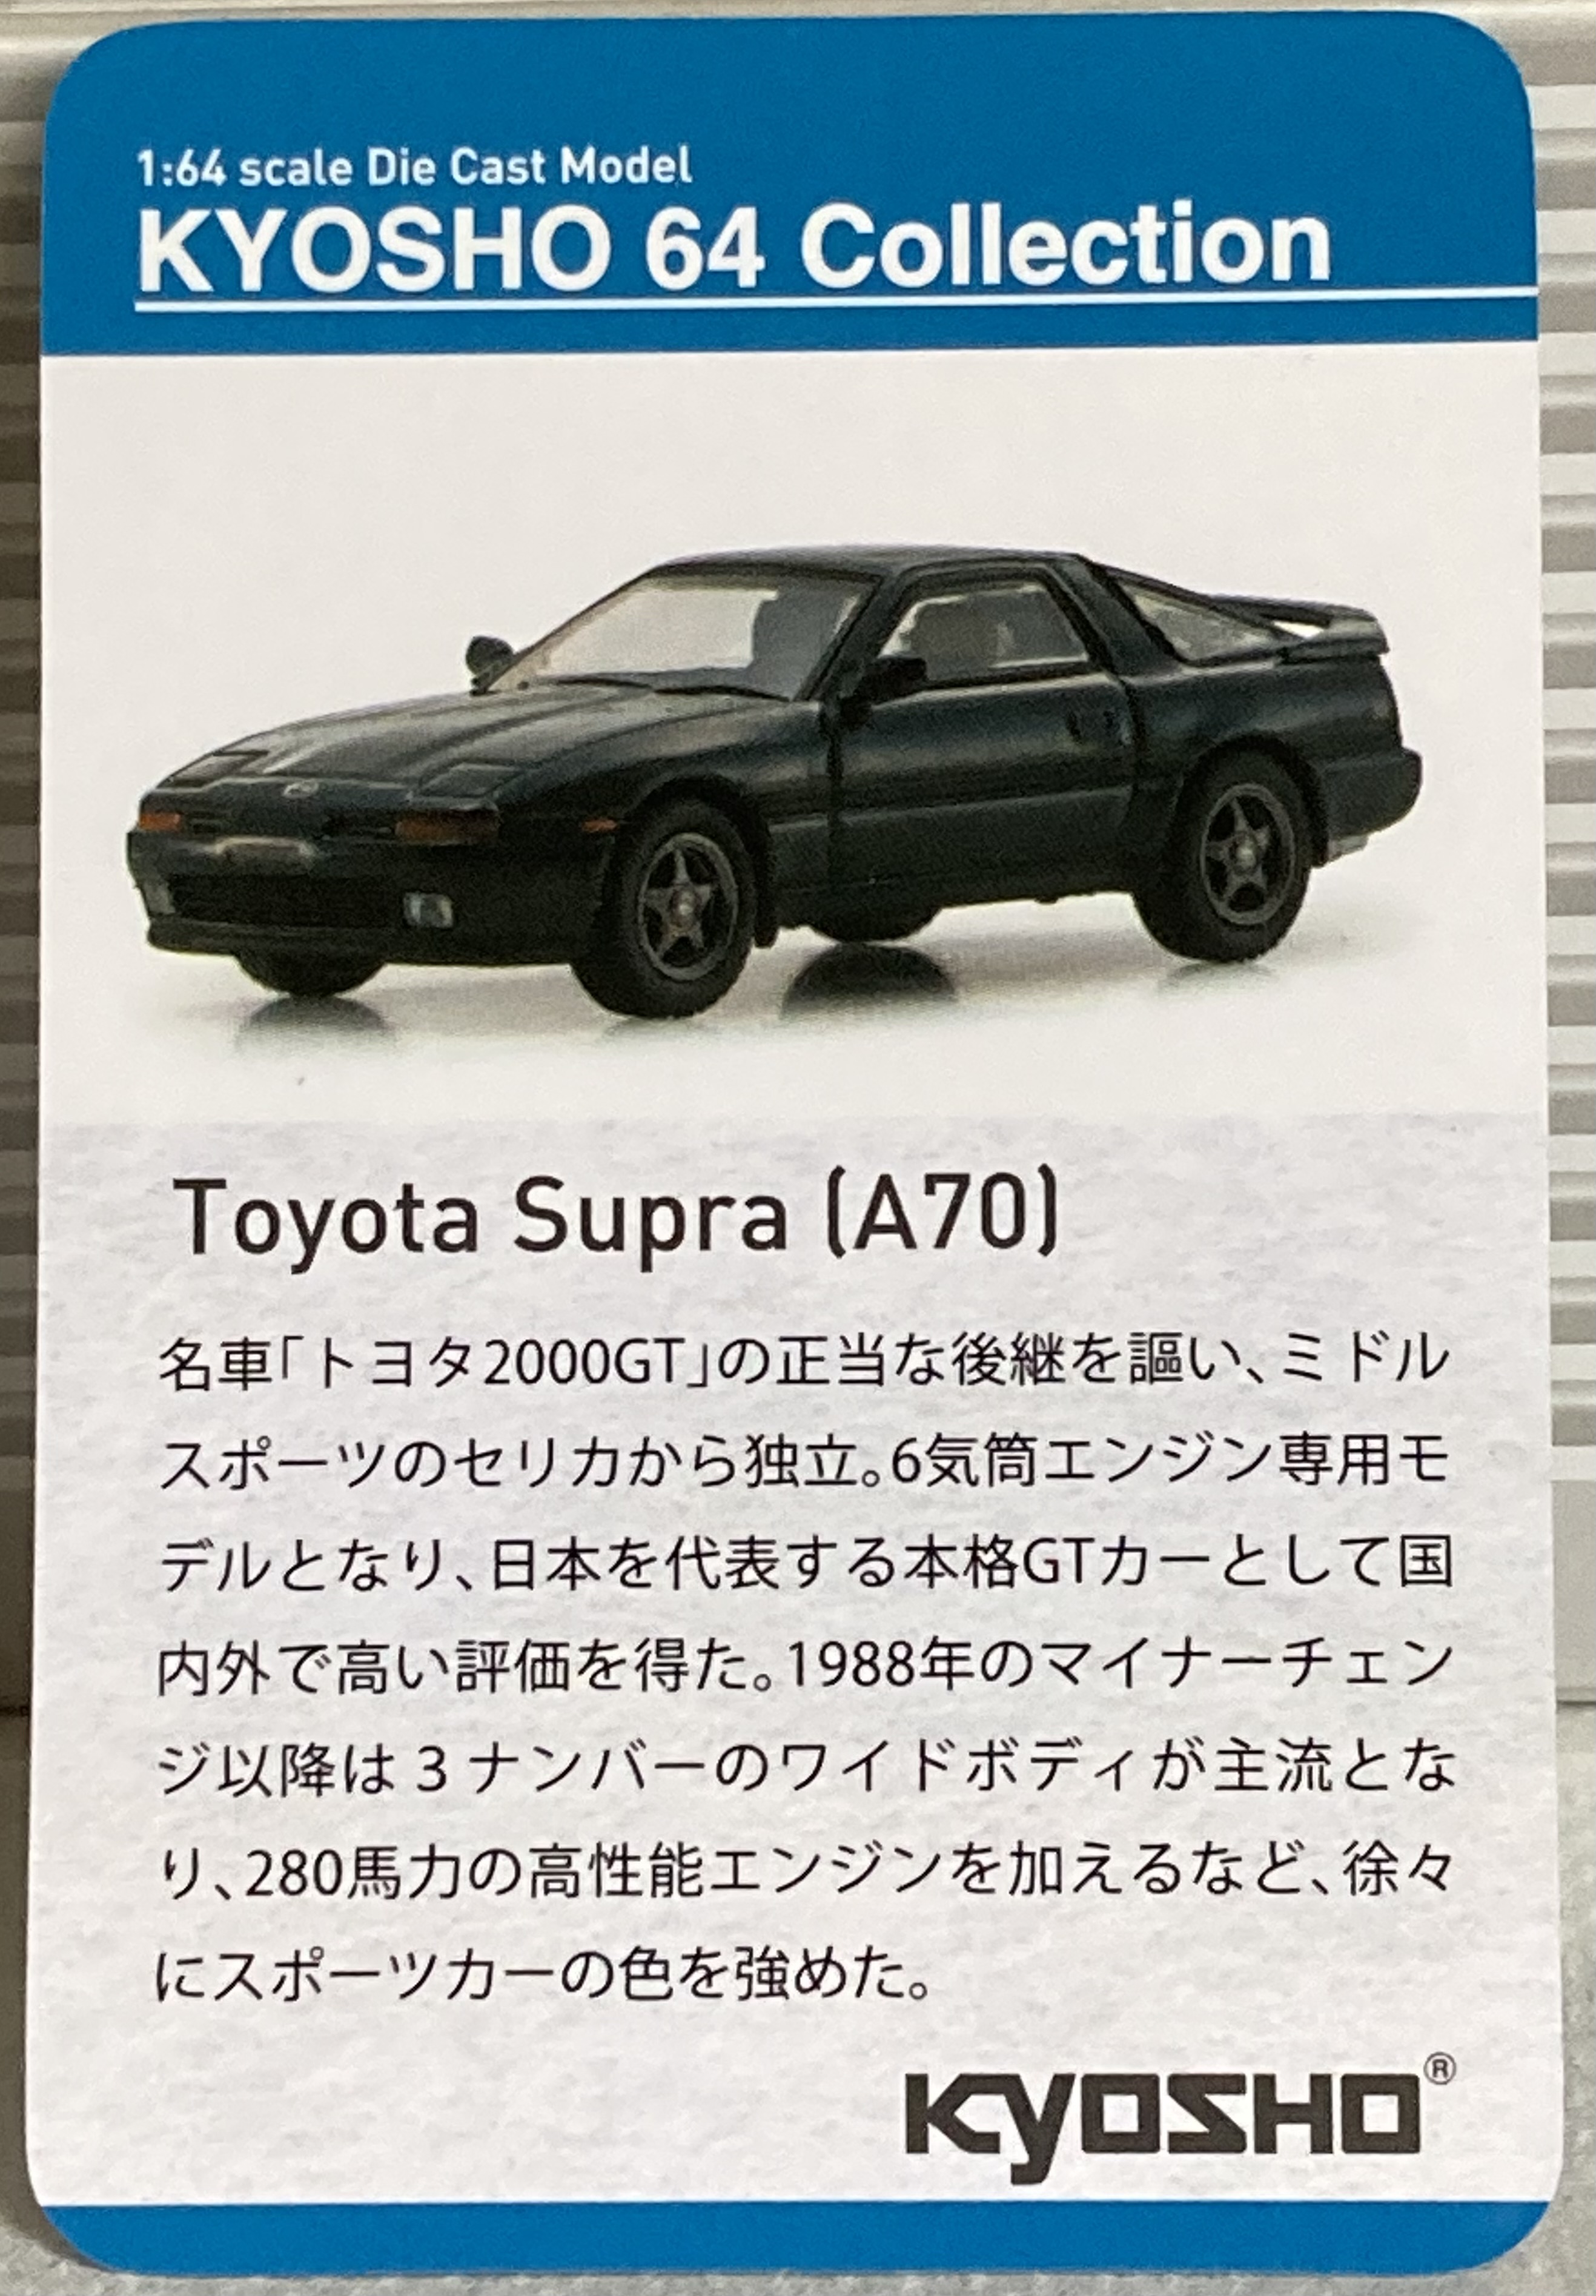 1:64 scale Die Cast Model
KYOSHO 64 Collection
Toyota Supra (A70)
名車「トヨタ2000GT」の正当な後継を謳い、ミドル
スポーツのセリカから独立。6気筒エンジン専用モ
デルとなり、日本を代表する本格GTカーとして国
内外で高い評価を得た。1988年のマイナーチェン
ジ以降は3ナンバーのワイドボディが主流とな
り、280馬力の高性能エンジンを加えるなど、徐々
にスポーツカーの色を強めた。
KYOSHO®